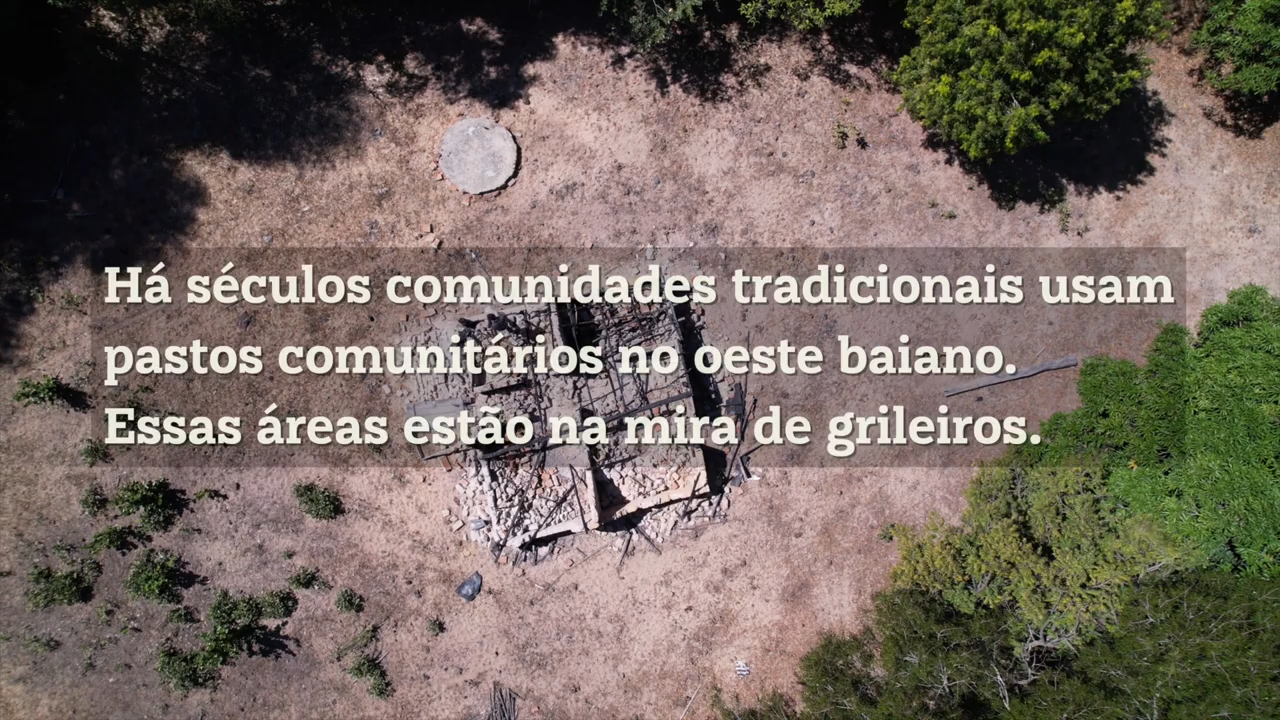 Há séculos comunidades tradicionais usam
pastos comunitários no oeste baiano.
Essas áreas estão na mira de grileiros.